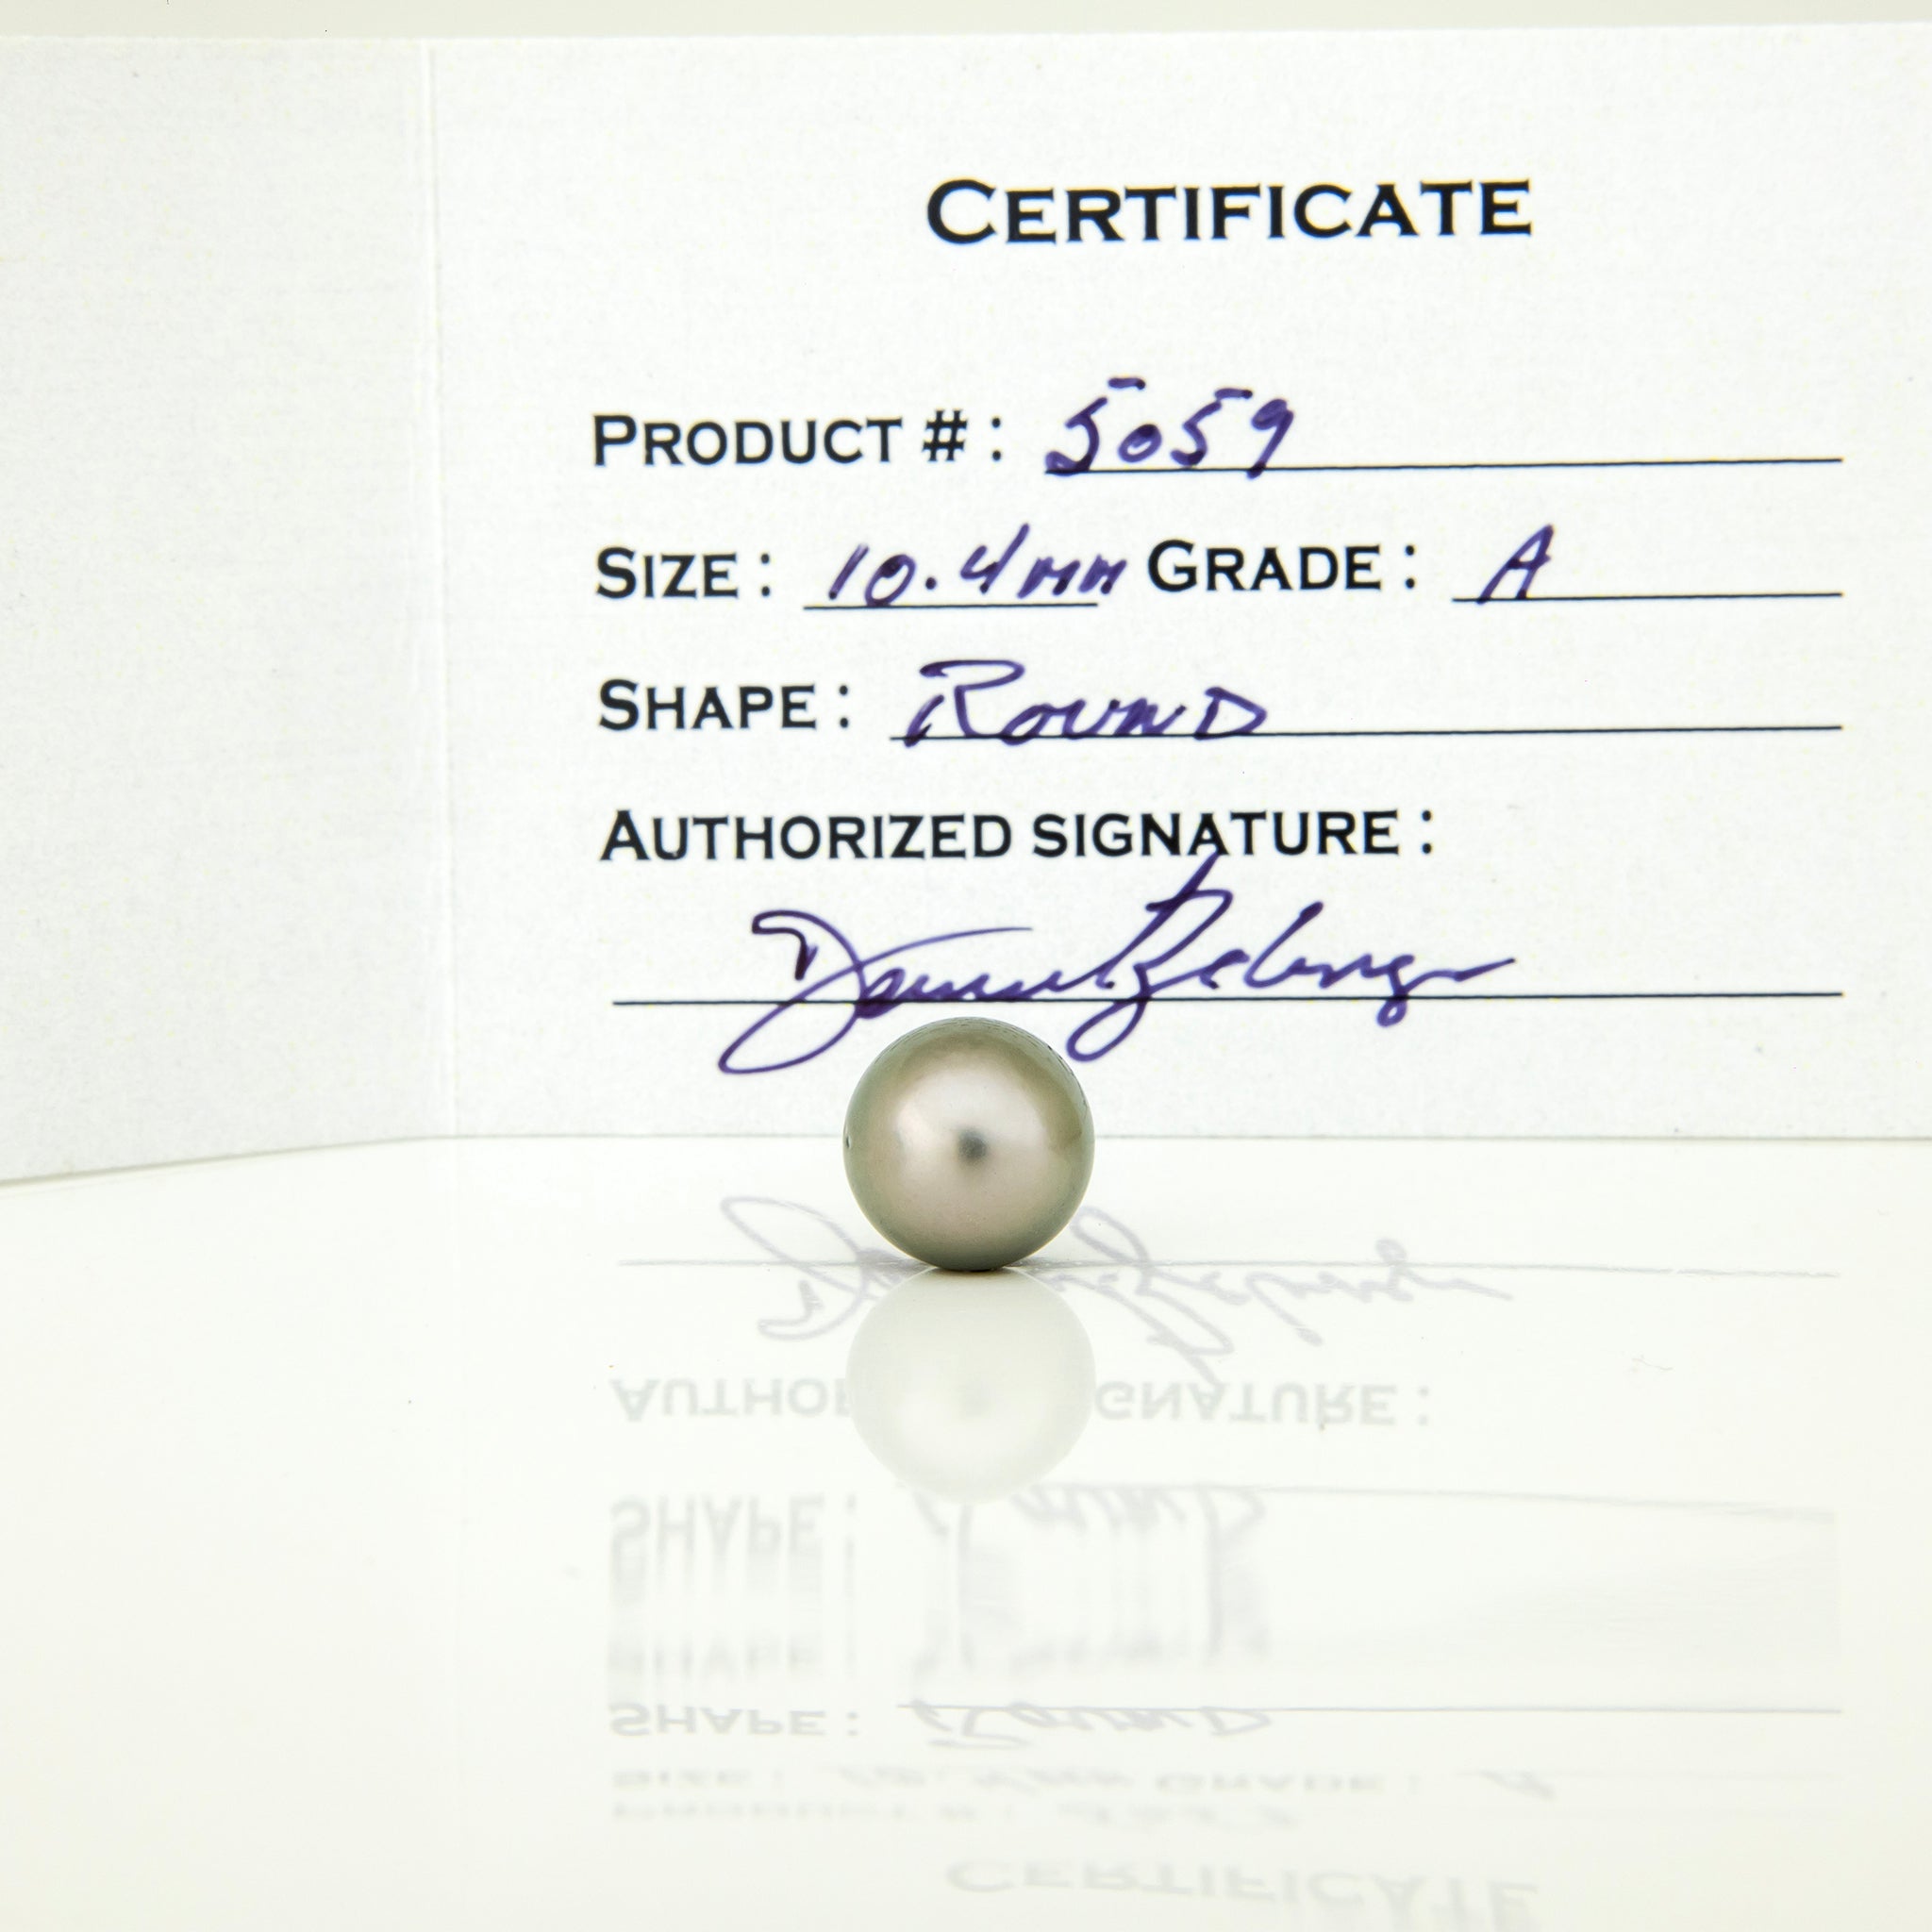 CERTIFICATE
PRODUCT #: 5059
SIZE: 10.4mm GRADE: A
SHAPE: ROUND
AUTHORIZED SIGNATURE: